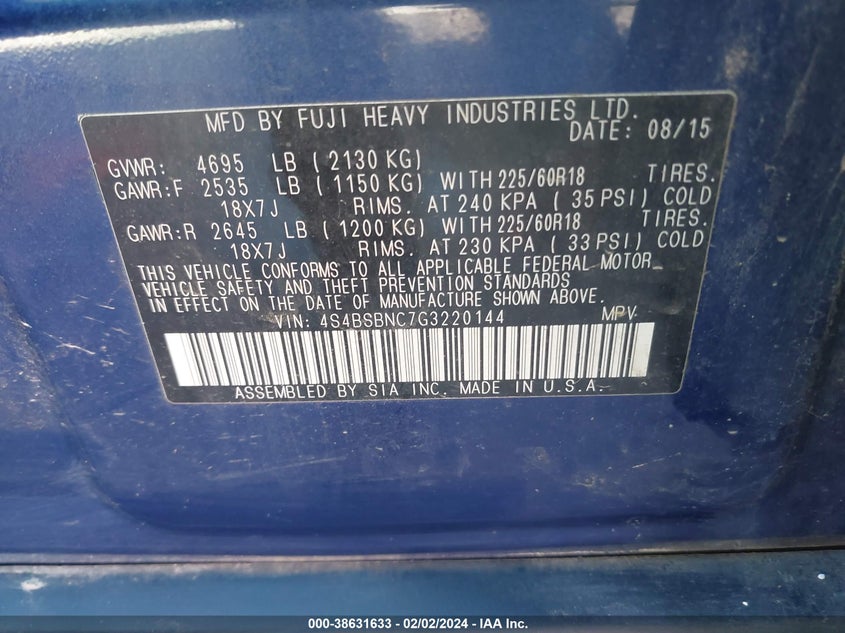 MFD BY FUJI HEAVY INDUSTRIES LTD.
DATE: 08/15
GVWR: 4695 LB ( 2130 KG)
GAWR:F 2535 LB ( 1150 KG) WITH 225/60R18 TIRES.
18X7J RIMS. AT 240 KPA ( 35 PSI) COLD
GAWR:R 2645 LB ( 1200 KG) WITH 225/60R18 TIRES.
18X7J RIMS. AT 230 KPA ( 33 PSI) COLD
THIS VEHICLE CONFORMS TO ALL APPLICABLE FEDERAL MOTOR
VEHICLE SAFETY AND THEFT PREVENTION STANDARDS
IN EFFECT ON THE DATE OF MANUFACTURE SHOWN ABOVE.
VIN: 4S4BSBNC7G3220144 MPV
ASSEMBLED BY SIA INC. MADE IN U.S.A.
000-38631633 — 02/02/2024 — IAA Inc.